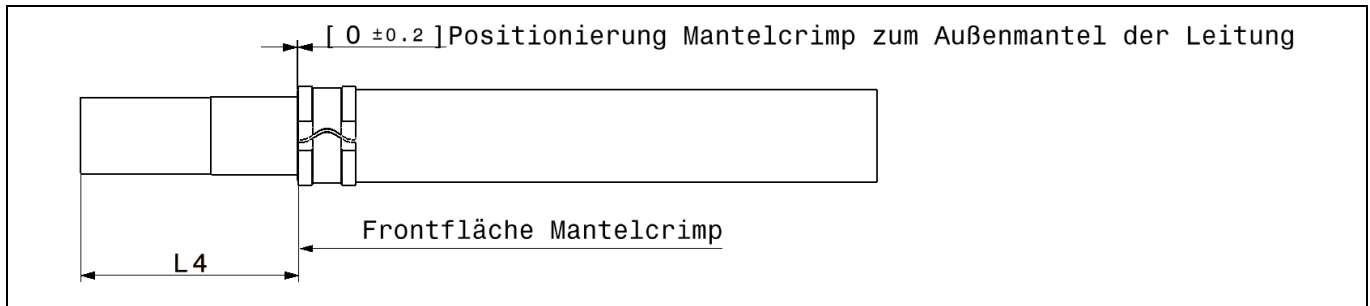 [ 0 ±0.2 ]Positionierung Mantelcrimp zum Außenmantel der Leitung
Frontfläche Mantelcrimp
L4